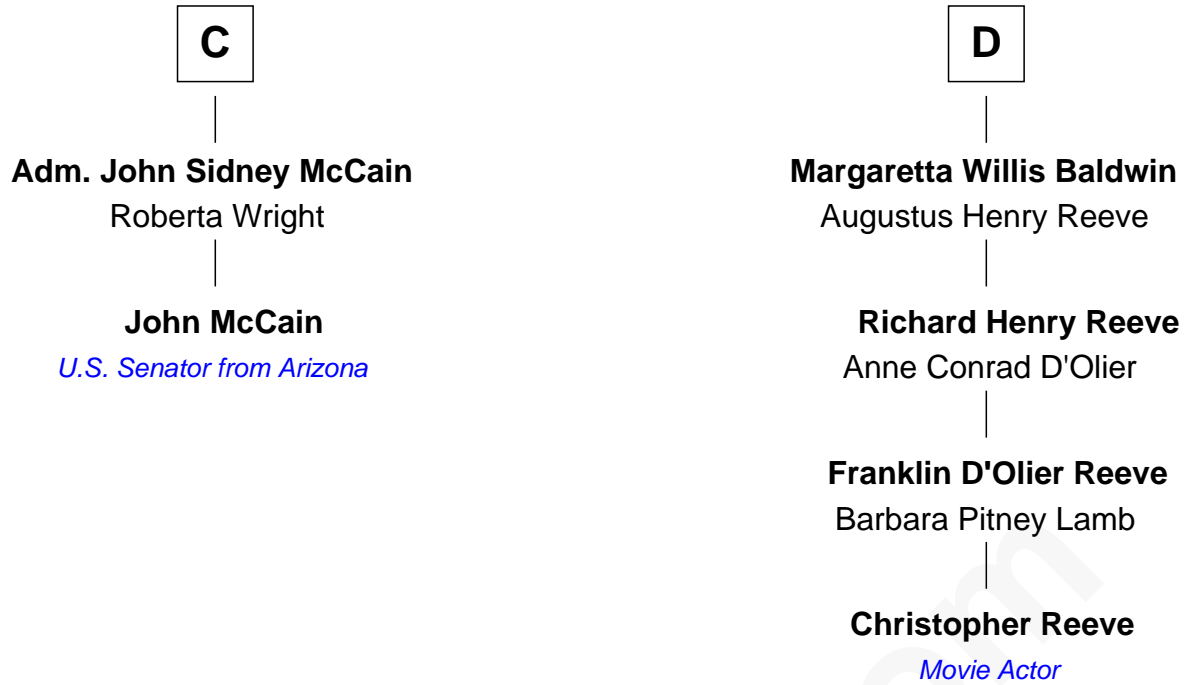 C
Adm. John Sidney McCain
Roberta Wright
John McCain
U.S. Senator from Arizona
D
Margaretta Willis Baldwin
Augustus Henry Reeve
Richard Henry Reeve
Anne Conrad D'Olier
Franklin D'Olier Reeve
Barbara Pitney Lamb
Christopher Reeve
Movie Actor
om